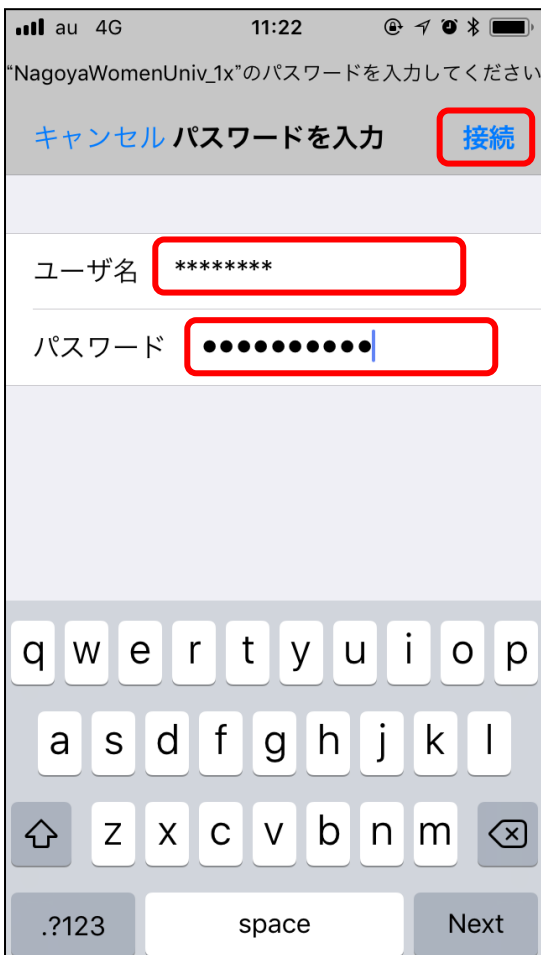 au 4G 11:22
“NagoyaWomenUniv_1x”のパスワードを入力してください
キャンセル パスワードを入力 接続
ユーザ名 ********
パスワード ●●●●●●●●●●
q w e r t y u i o p
a s d f g h j k l
z x c v b n m
.?123 space Next